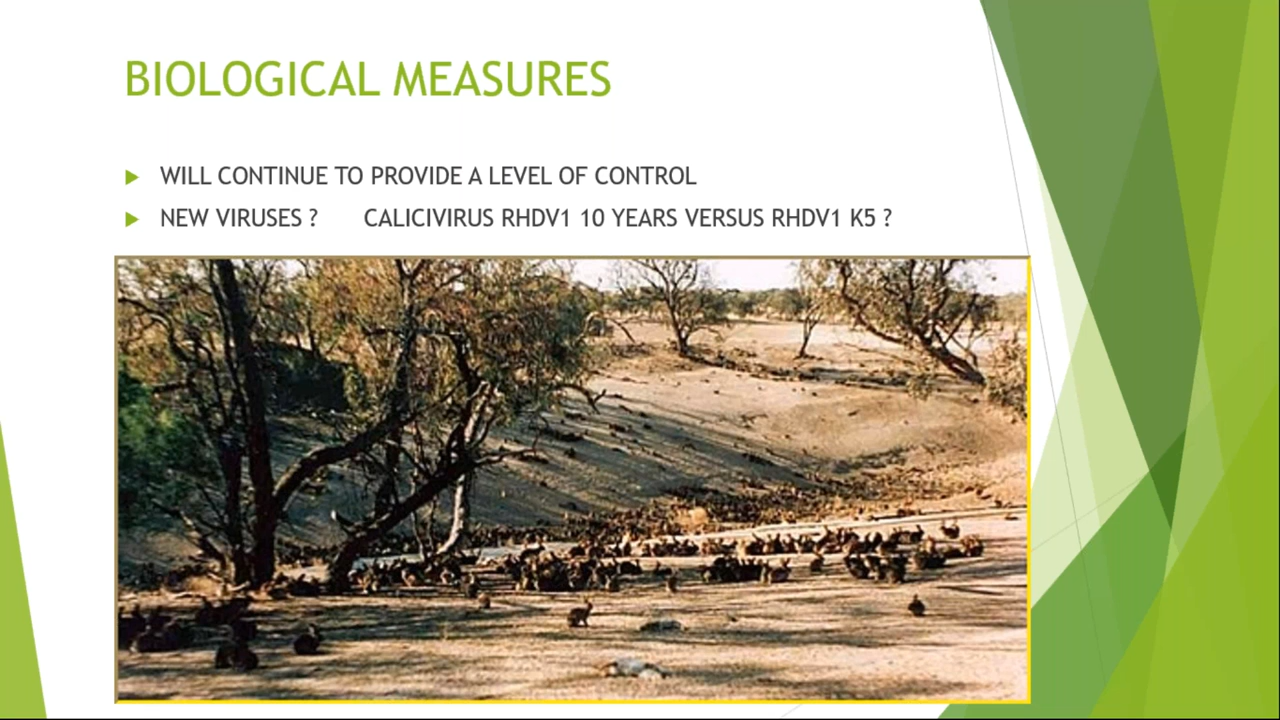 BIOLOGICAL MEASURES
WILL CONTINUE TO PROVIDE A LEVEL OF CONTROL
NEW VIRUSES ? CALICIVIRUS RHDV1 10 YEARS VERSUS RHDV1 K5 ?